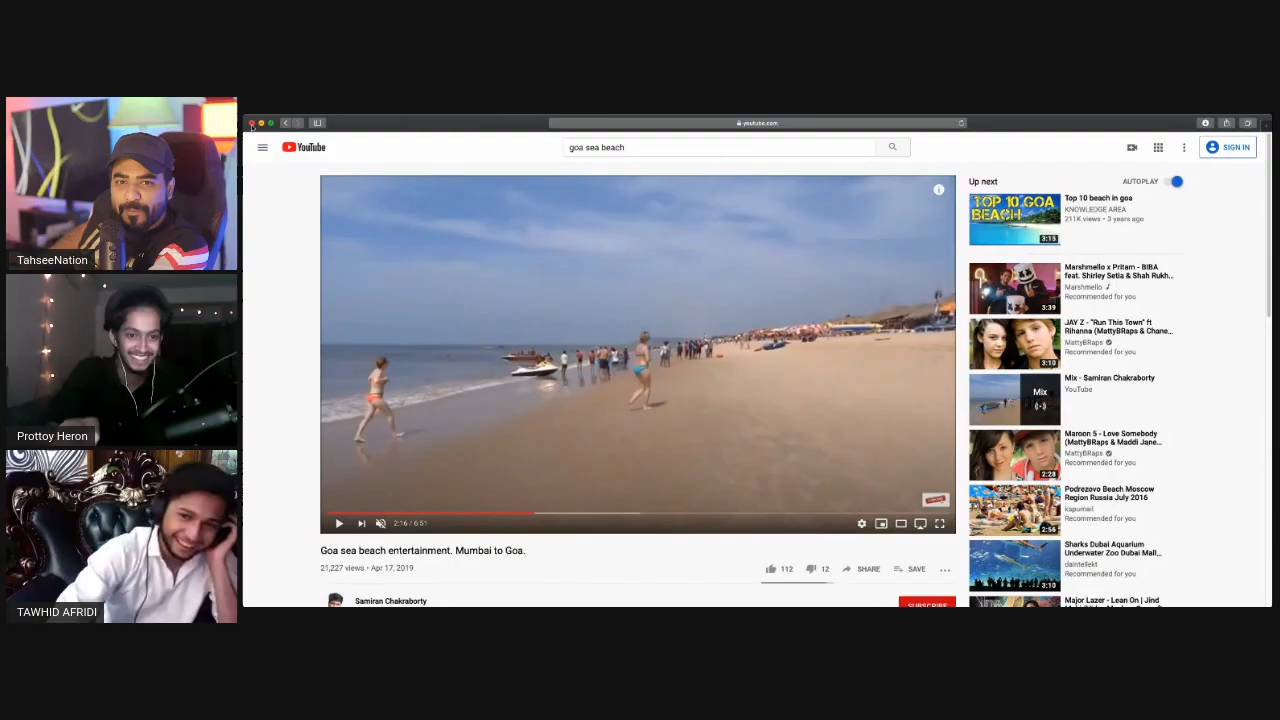 TahseeNation
Prottoy Heron
TAWHID AFRIDI
youtube.com
YouTube
goa sea beach
SIGN IN
2:16 / 6:51
Goa sea beach entertainment. Mumbai to Goa.
21,227 views • Apr 17, 2019
112
12
SHARE
SAVE
Samiran Chakraborty
SUBSCRIBE
Up next
AUTOPLAY
TOP 10 GOA
BEACH
3:15
Top 10 beach in goa
KNOWLEDGE AREA
211K views • 3 years ago
3:39
Marshmello x Pritam - BIBA
feat. Shirley Setia & Shah Rukh...
Marshmello
Recommended for you
3:10
JAY Z - "Run This Town" ft
Rihanna (MattyBRaps & Chane...
MattyBRaps
Recommended for you
Mix
Mix - Samiran Chakraborty
YouTube
2:28
Maroon 5 - Love Somebody
(MattyBRaps & Maddi Jane...
MattyBRaps
Recommended for you
2:56
Podrezovo Beach Moscow
Region Russia July 2016
kapumail
Recommended for you
3:10
Sharks Dubai Aquarium
Underwater Zoo Dubai Mall...
daintellekt
Recommended for you
Major Lazer - Lean On | Jind